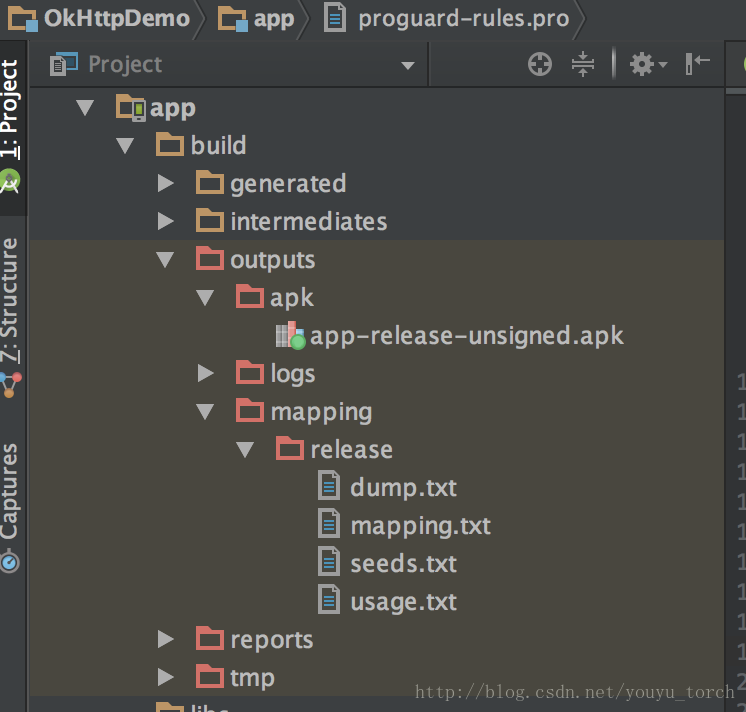 OkHttpDemo app proguard-rules.pro
Project
1: Project
7: Structure
Captures
app
build
generated
intermediates
outputs
apk
app-release-unsigned.apk
logs
mapping
release
dump.txt
mapping.txt
seeds.txt
usage.txt
reports
tmp
http://blog.csdn.net/youyu_torch